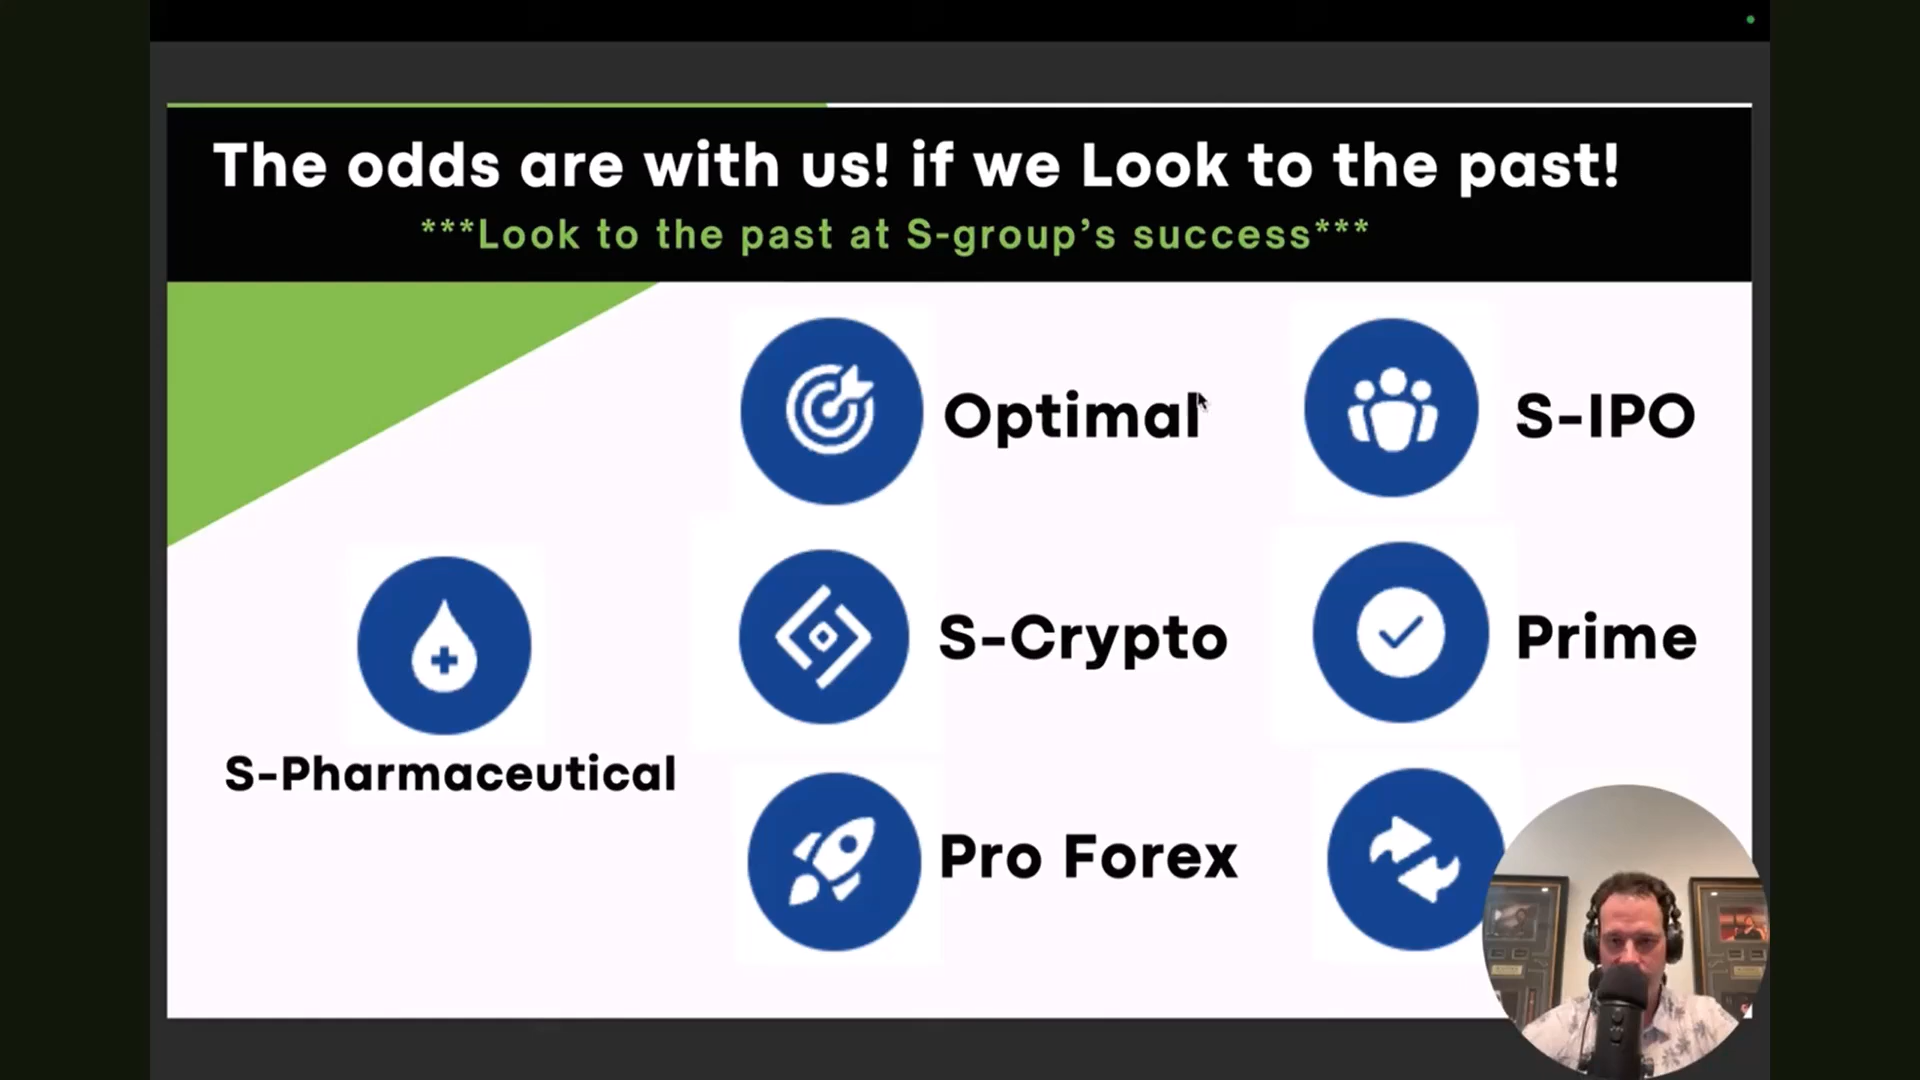 The odds are with us! if we Look to the past!
***Look to the past at S-group's success***
Optimal
S-IPO
S-Crypto
Prime
S-Pharmaceutical
Pro Forex